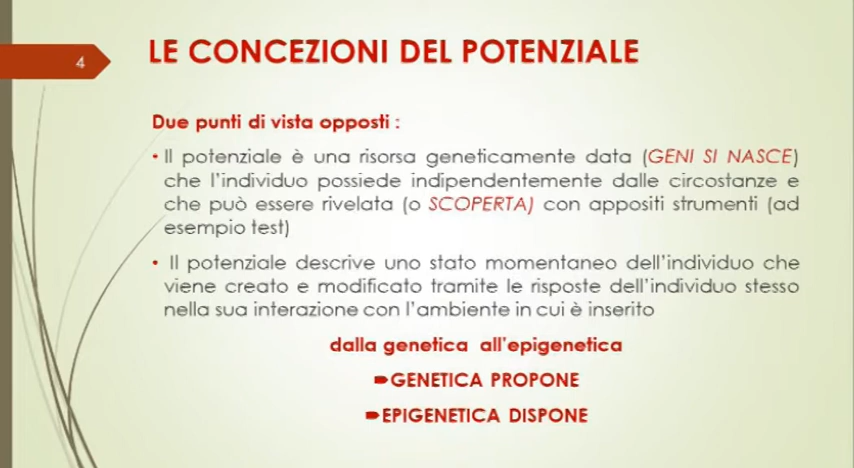 4
LE CONCEZIONI DEL POTENZIALE
Due punti di vista opposti :
• Il potenziale è una risorsa geneticamente data (GENI SI NASCE)
che l'individuo possiede indipendentemente dalle circostanze e
che può essere rivelata (o SCOPERTA) con appositi strumenti (ad
esempio test)
• Il potenziale descrive uno stato momentaneo dell'individuo che
viene creato e modificato tramite le risposte dell'individuo stesso
nella sua interazione con l'ambiente in cui è inserito
dalla genetica all'epigenetica
GENETICA PROPONE
EPIGENETICA DISPONE